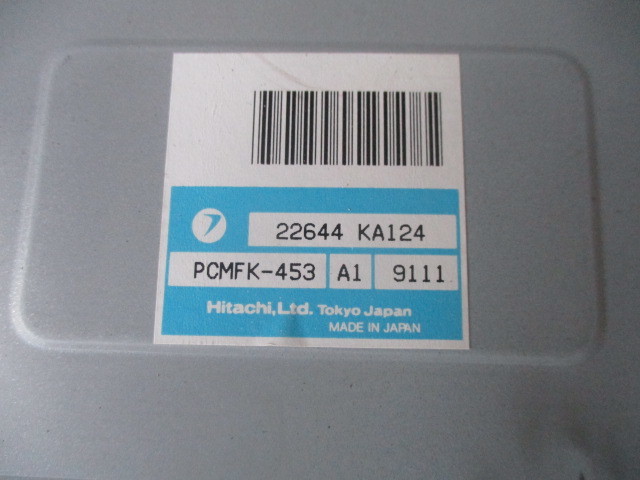 22644 KA124
PCMFK-453 A1 9111
Hitachi,Ltd. Tokyo Japan
MADE IN JAPAN